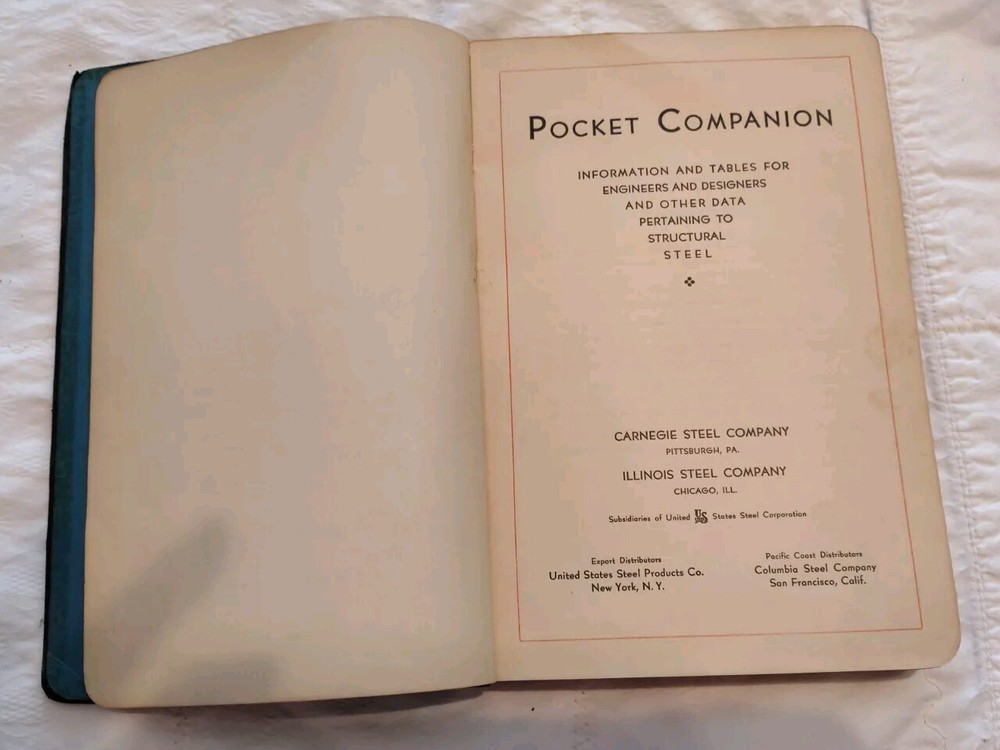 POCKET COMPANION
INFORMATION AND TABLES FOR
ENGINEERS AND DESIGNERS
AND OTHER DATA
PERTAINING TO
STRUCTURAL
STEEL
CARNEGIE STEEL COMPANY
PITTSBURGH, PA.
ILLINOIS STEEL COMPANY
CHICAGO, ILL.
Subsidiaries of United US States Steel Corporation
Export Distributors
United States Steel Products Co.
New York, N. Y.
Pacific Coast Distributors
Columbia Steel Company
San Francisco, Calif.